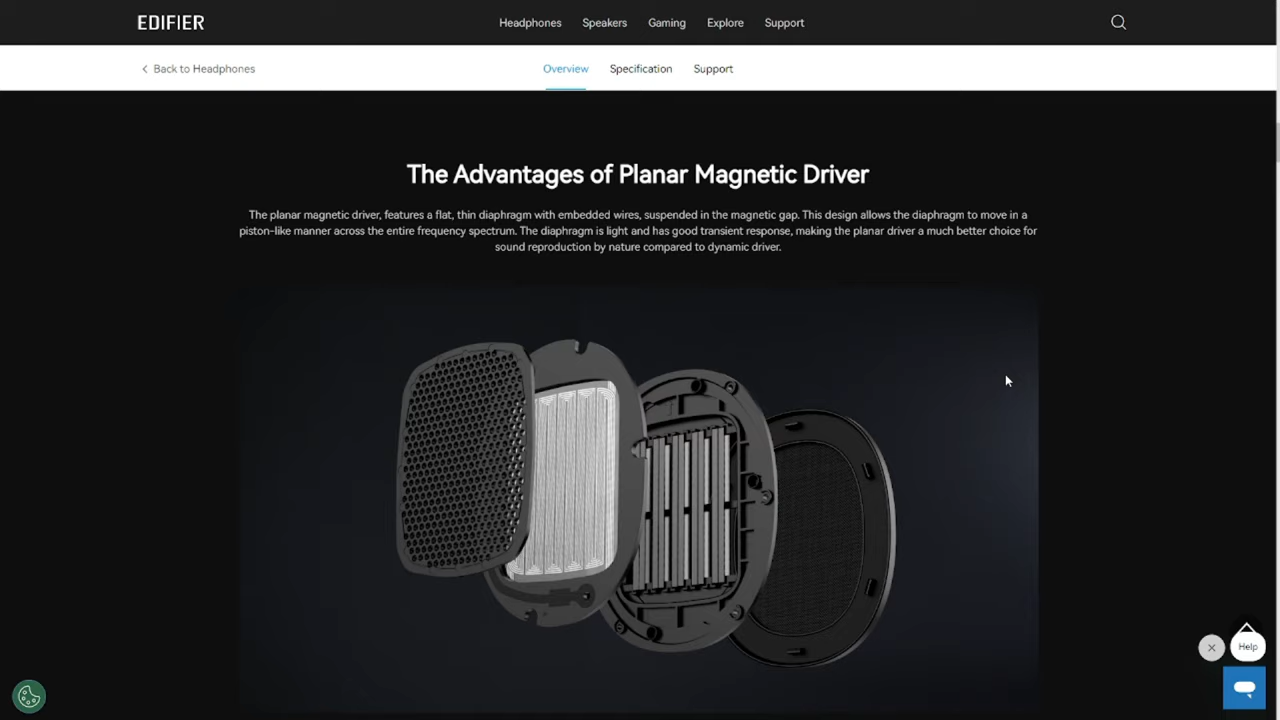 EDIFIER
Headphones
Speakers
Gaming
Explore
Support
Back to Headphones
Overview
Specification
Support
The Advantages of Planar Magnetic Driver
The planar magnetic driver, features a flat, thin diaphragm with embedded wires, suspended in the magnetic gap. This design allows the diaphragm to move in a
piston-like manner across the entire frequency spectrum. The diaphragm is light and has good transient response, making the planar driver a much better choice for
sound reproduction by nature compared to dynamic driver.
Help